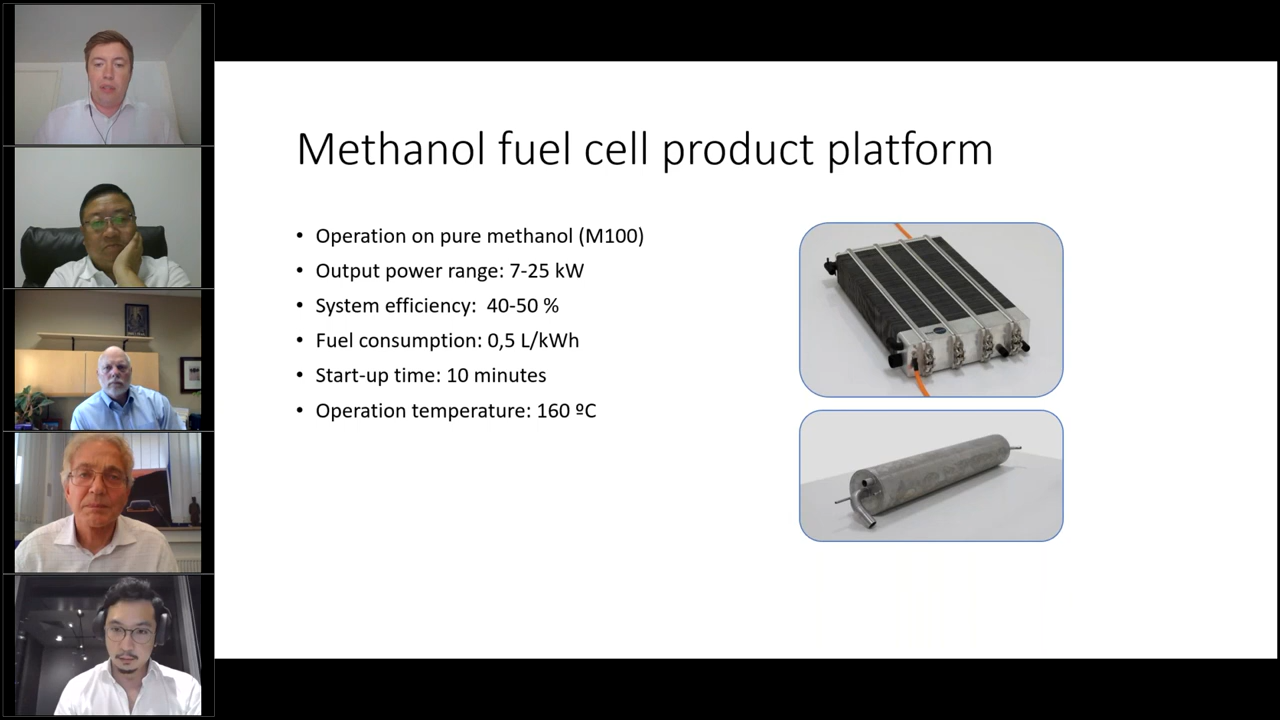 Methanol fuel cell product platform
• Operation on pure methanol (M100)
• Output power range: 7-25 kW
• System efficiency:  40-50 %
• Fuel consumption: 0,5 L/kWh
• Start-up time: 10 minutes
• Operation temperature: 160 ºC